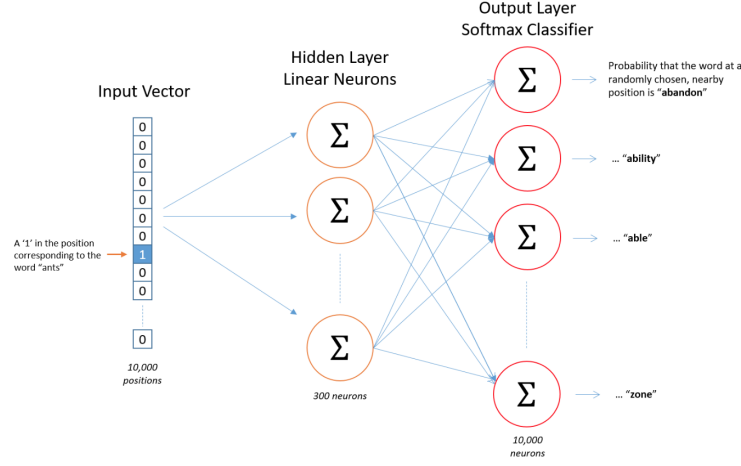 Output Layer
Softmax Classifier
Hidden Layer
Linear Neurons
Input Vector
0
0
0
0
0
0
0
1
0
0
0
A ‘1’ in the position
corresponding to the
word “ants”
10,000
positions
Σ
Σ
Σ
300 neurons
Σ
Σ
Σ
Σ
10,000
neurons
Probability that the word at a
randomly chosen, nearby
position is “abandon”
... “ability”
... “able”
... “zone”